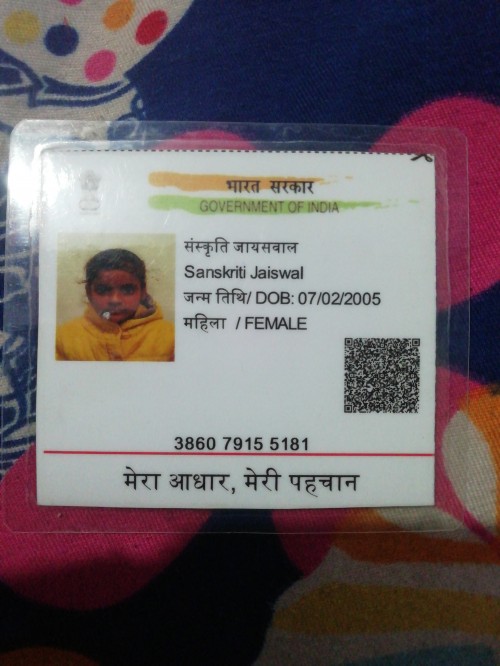 भारत सरकार
GOVERNMENT OF INDIA
संस्कृति जायसवाल
Sanskriti Jaiswal
जन्म तिथि/ DOB: 07/02/2005
महिला / FEMALE
3860 7915 5181
मेरा आधार, मेरी पहचान